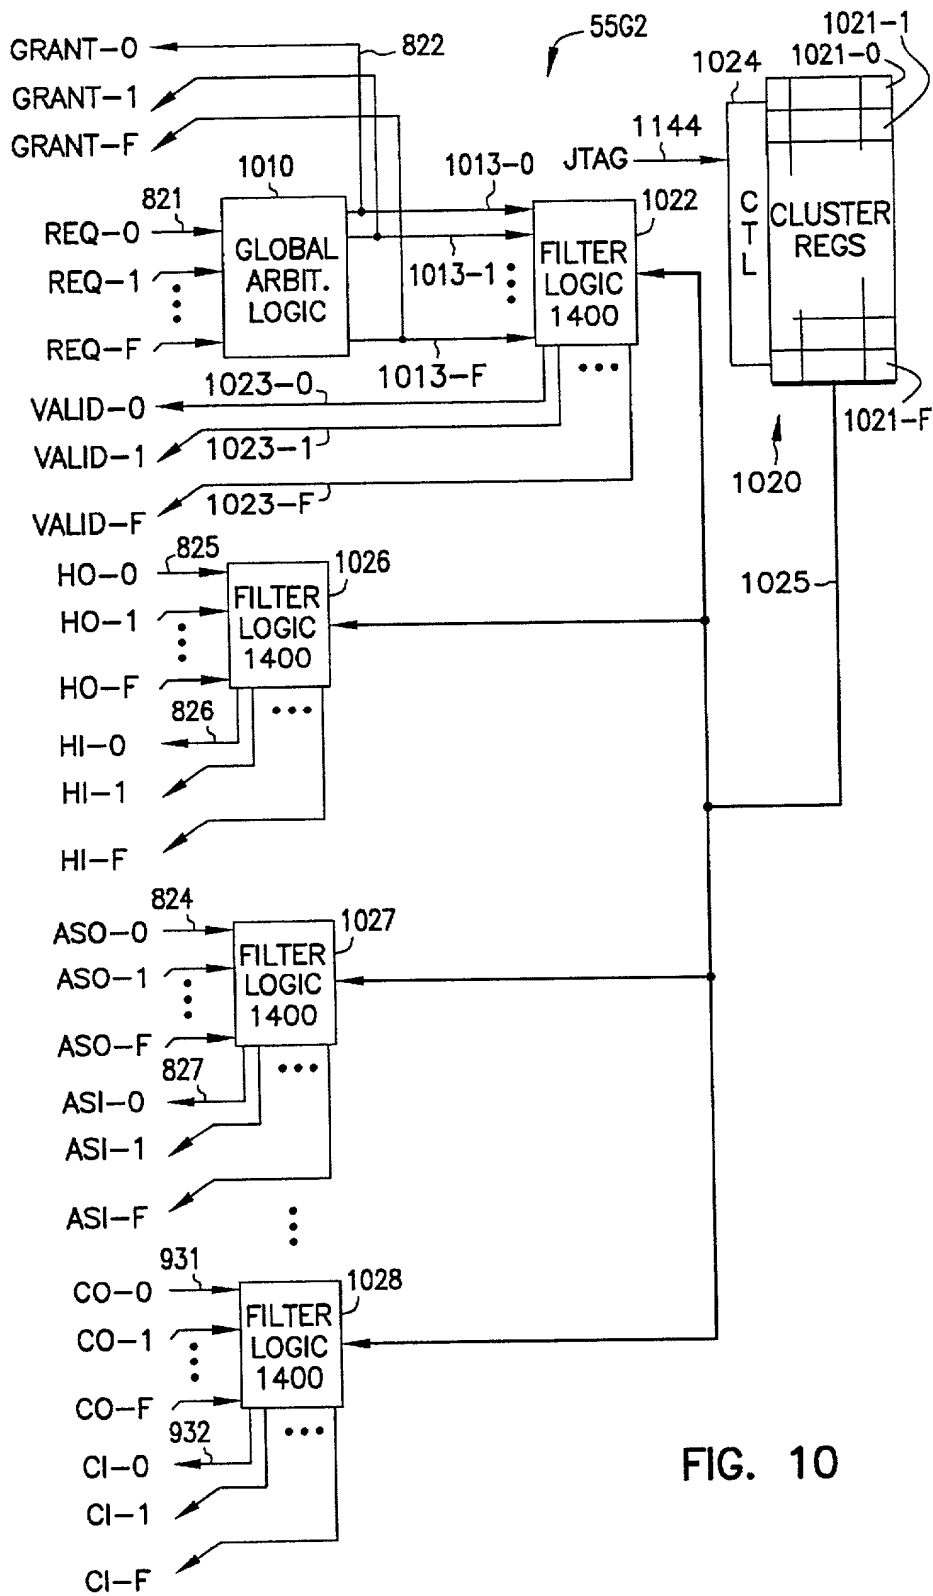 GRANT-0
822
55G2
1021-1
1021-0
1024
GRANT-1
GRANT-F
1144
JTAG
CTL
CLUSTER
REGS
1010
1013-0
1022
821
REQ-0
GLOBAL
ARBIT.
LOGIC
FILTER
LOGIC
1400
REQ-1
1013-1
REQ-F
1013-F
1023-0
VALID-0
1021-F
VALID-1
1023-1
1020
1023-F
VALID-F
825
1026
HO-0
FILTER
LOGIC
1400
1025
HO-1
HO-F
826
HI-0
HI-1
HI-F
824
1027
ASO-0
FILTER
LOGIC
1400
ASO-1
ASO-F
827
ASI-0
ASI-1
ASI-F
931
1028
CO-0
FILTER
LOGIC
1400
CO-1
CO-F
932
CI-0
CI-1
CI-F
FIG. 10